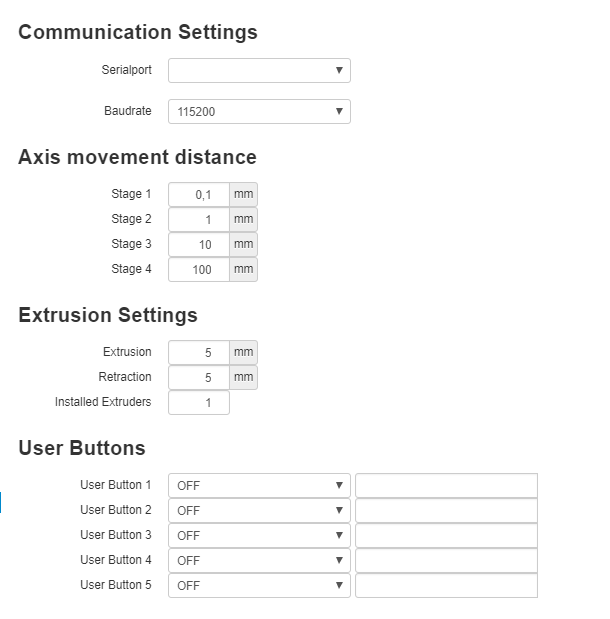 Communication Settings
Serialport
Baudrate 115200
Axis movement distance
Stage 1 0,1 mm
Stage 2 1 mm
Stage 3 10 mm
Stage 4 100 mm
Extrusion Settings
Extrusion 5 mm
Retraction 5 mm
Installed Extruders 1
User Buttons
User Button 1 OFF
User Button 2 OFF
User Button 3 OFF
User Button 4 OFF
User Button 5 OFF